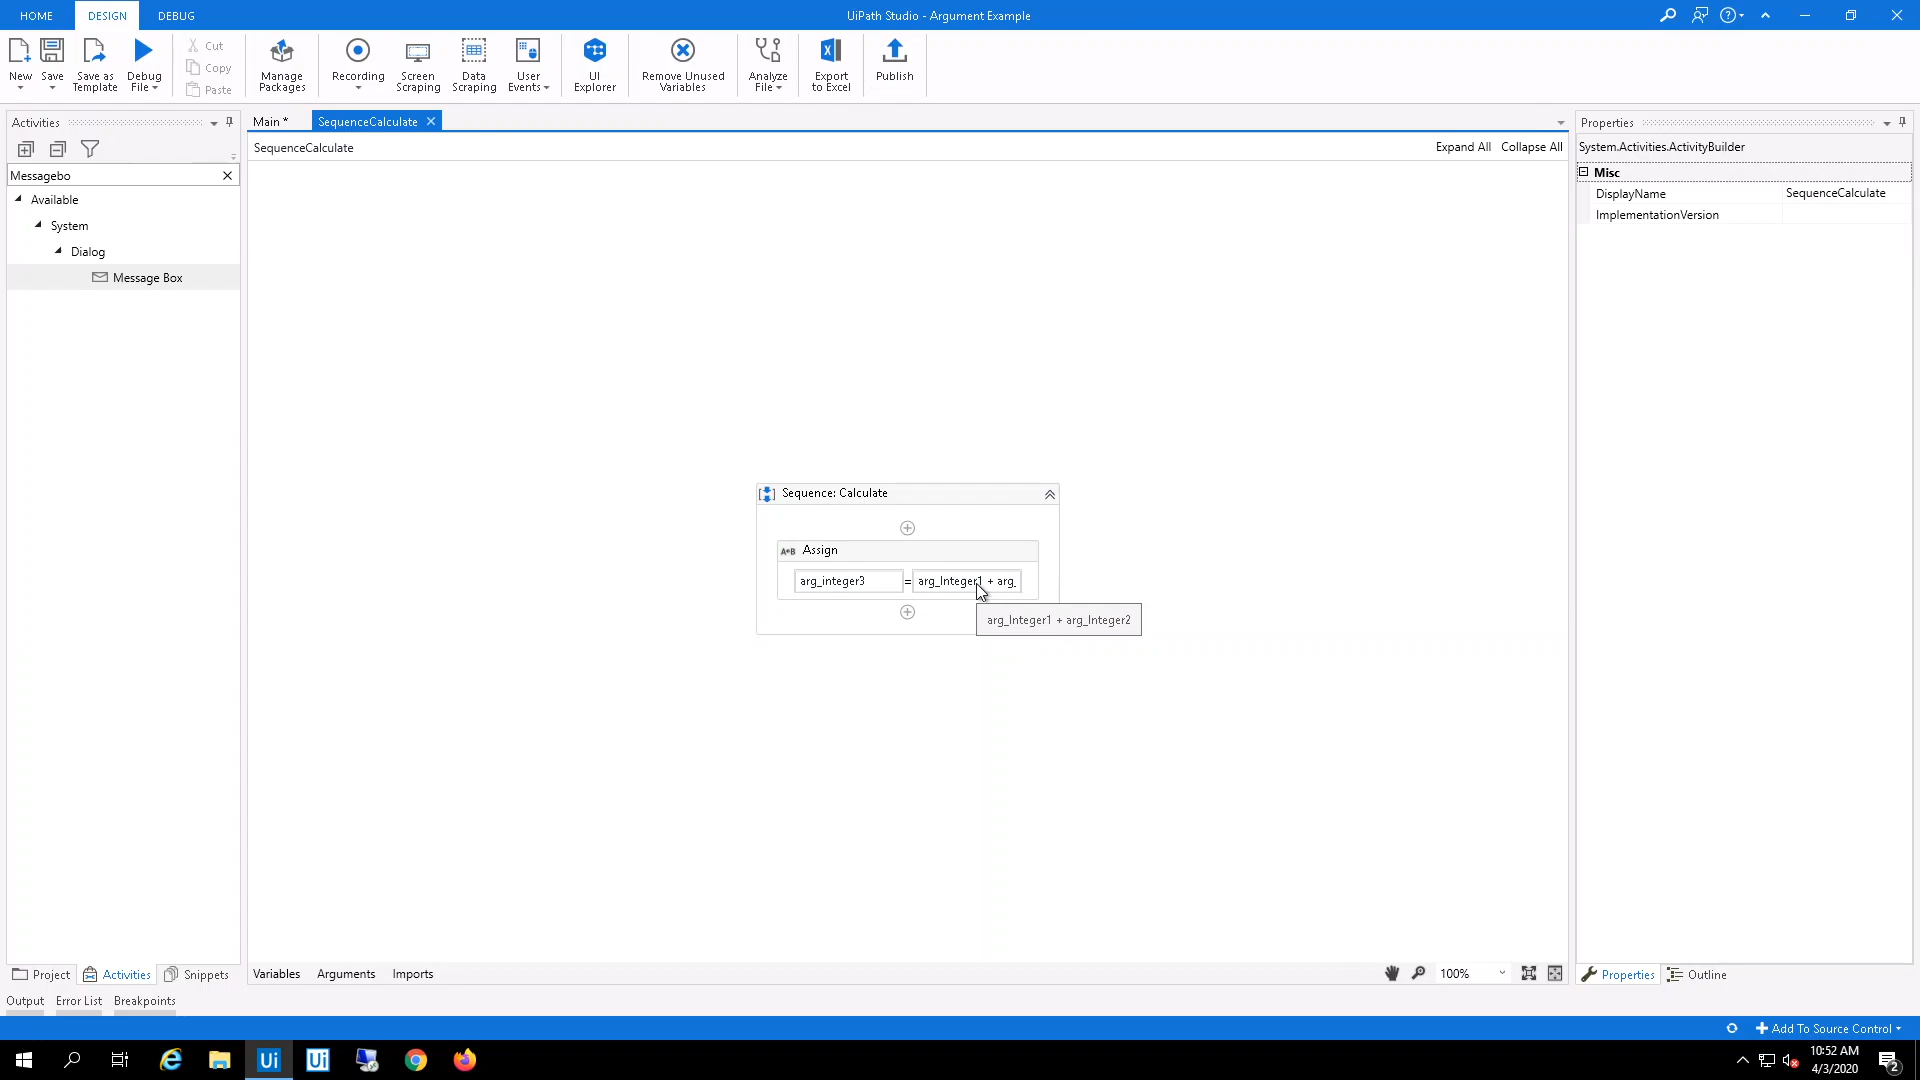 HOME DESIGN DEBUG UiPath Studio - Argument Example
New Save Save as Template Debug File Cut Copy Paste Manage Packages Recording Screen Scraping Data Scraping User Events UI Explorer Remove Unused Variables Analyze File Export to Excel Publish
Activities Main * SequenceCalculate Properties
SequenceCalculate Expand All Collapse All System.Activities.ActivityBuilder
Messagebo Misc
Available DisplayName SequenceCalculate
System ImplementationVersion
Dialog
Message Box
Sequence: Calculate
A*B Assign
arg_integer3 = arg_Integer1 + arg_
arg_Integer1 + arg_Integer2
Project Activities Snippets Variables Arguments Imports 100% Properties Outline
Output Error List Breakpoints
Add To Source Control
Ui Ui 10:52 AM
4/3/2020 2